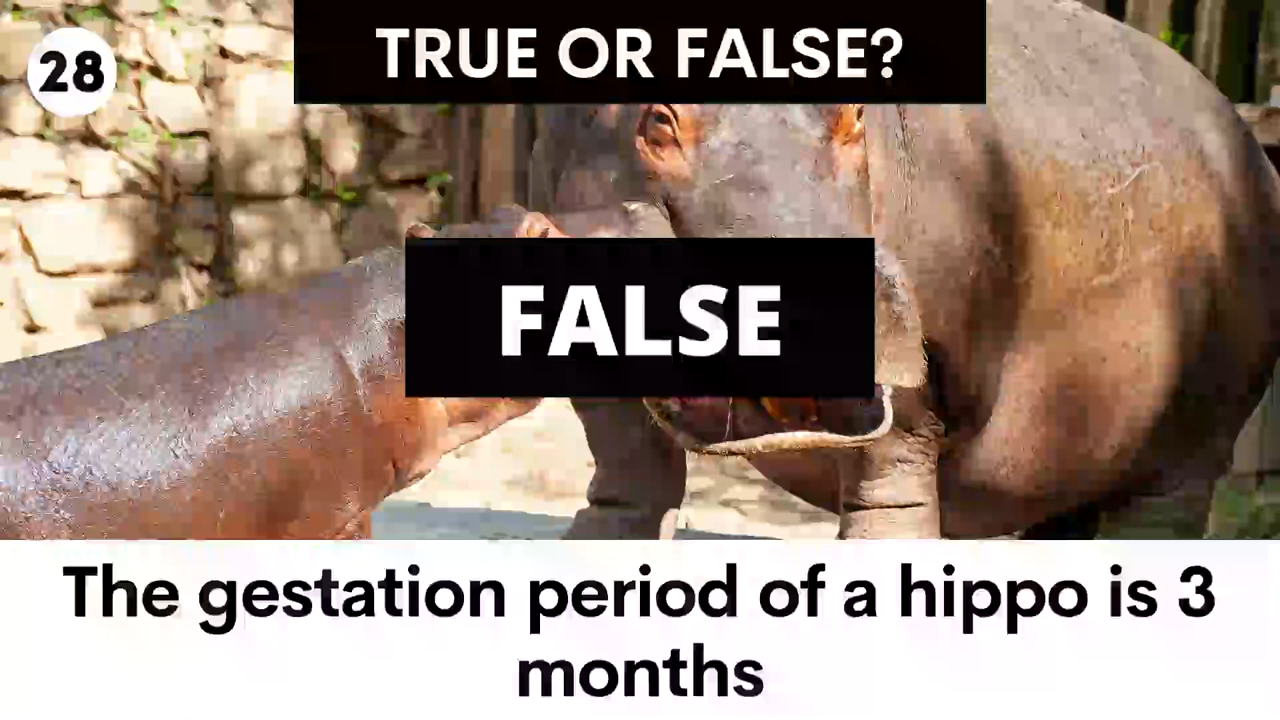 28
TRUE OR FALSE?
FALSE
The gestation period of a hippo is 3
months